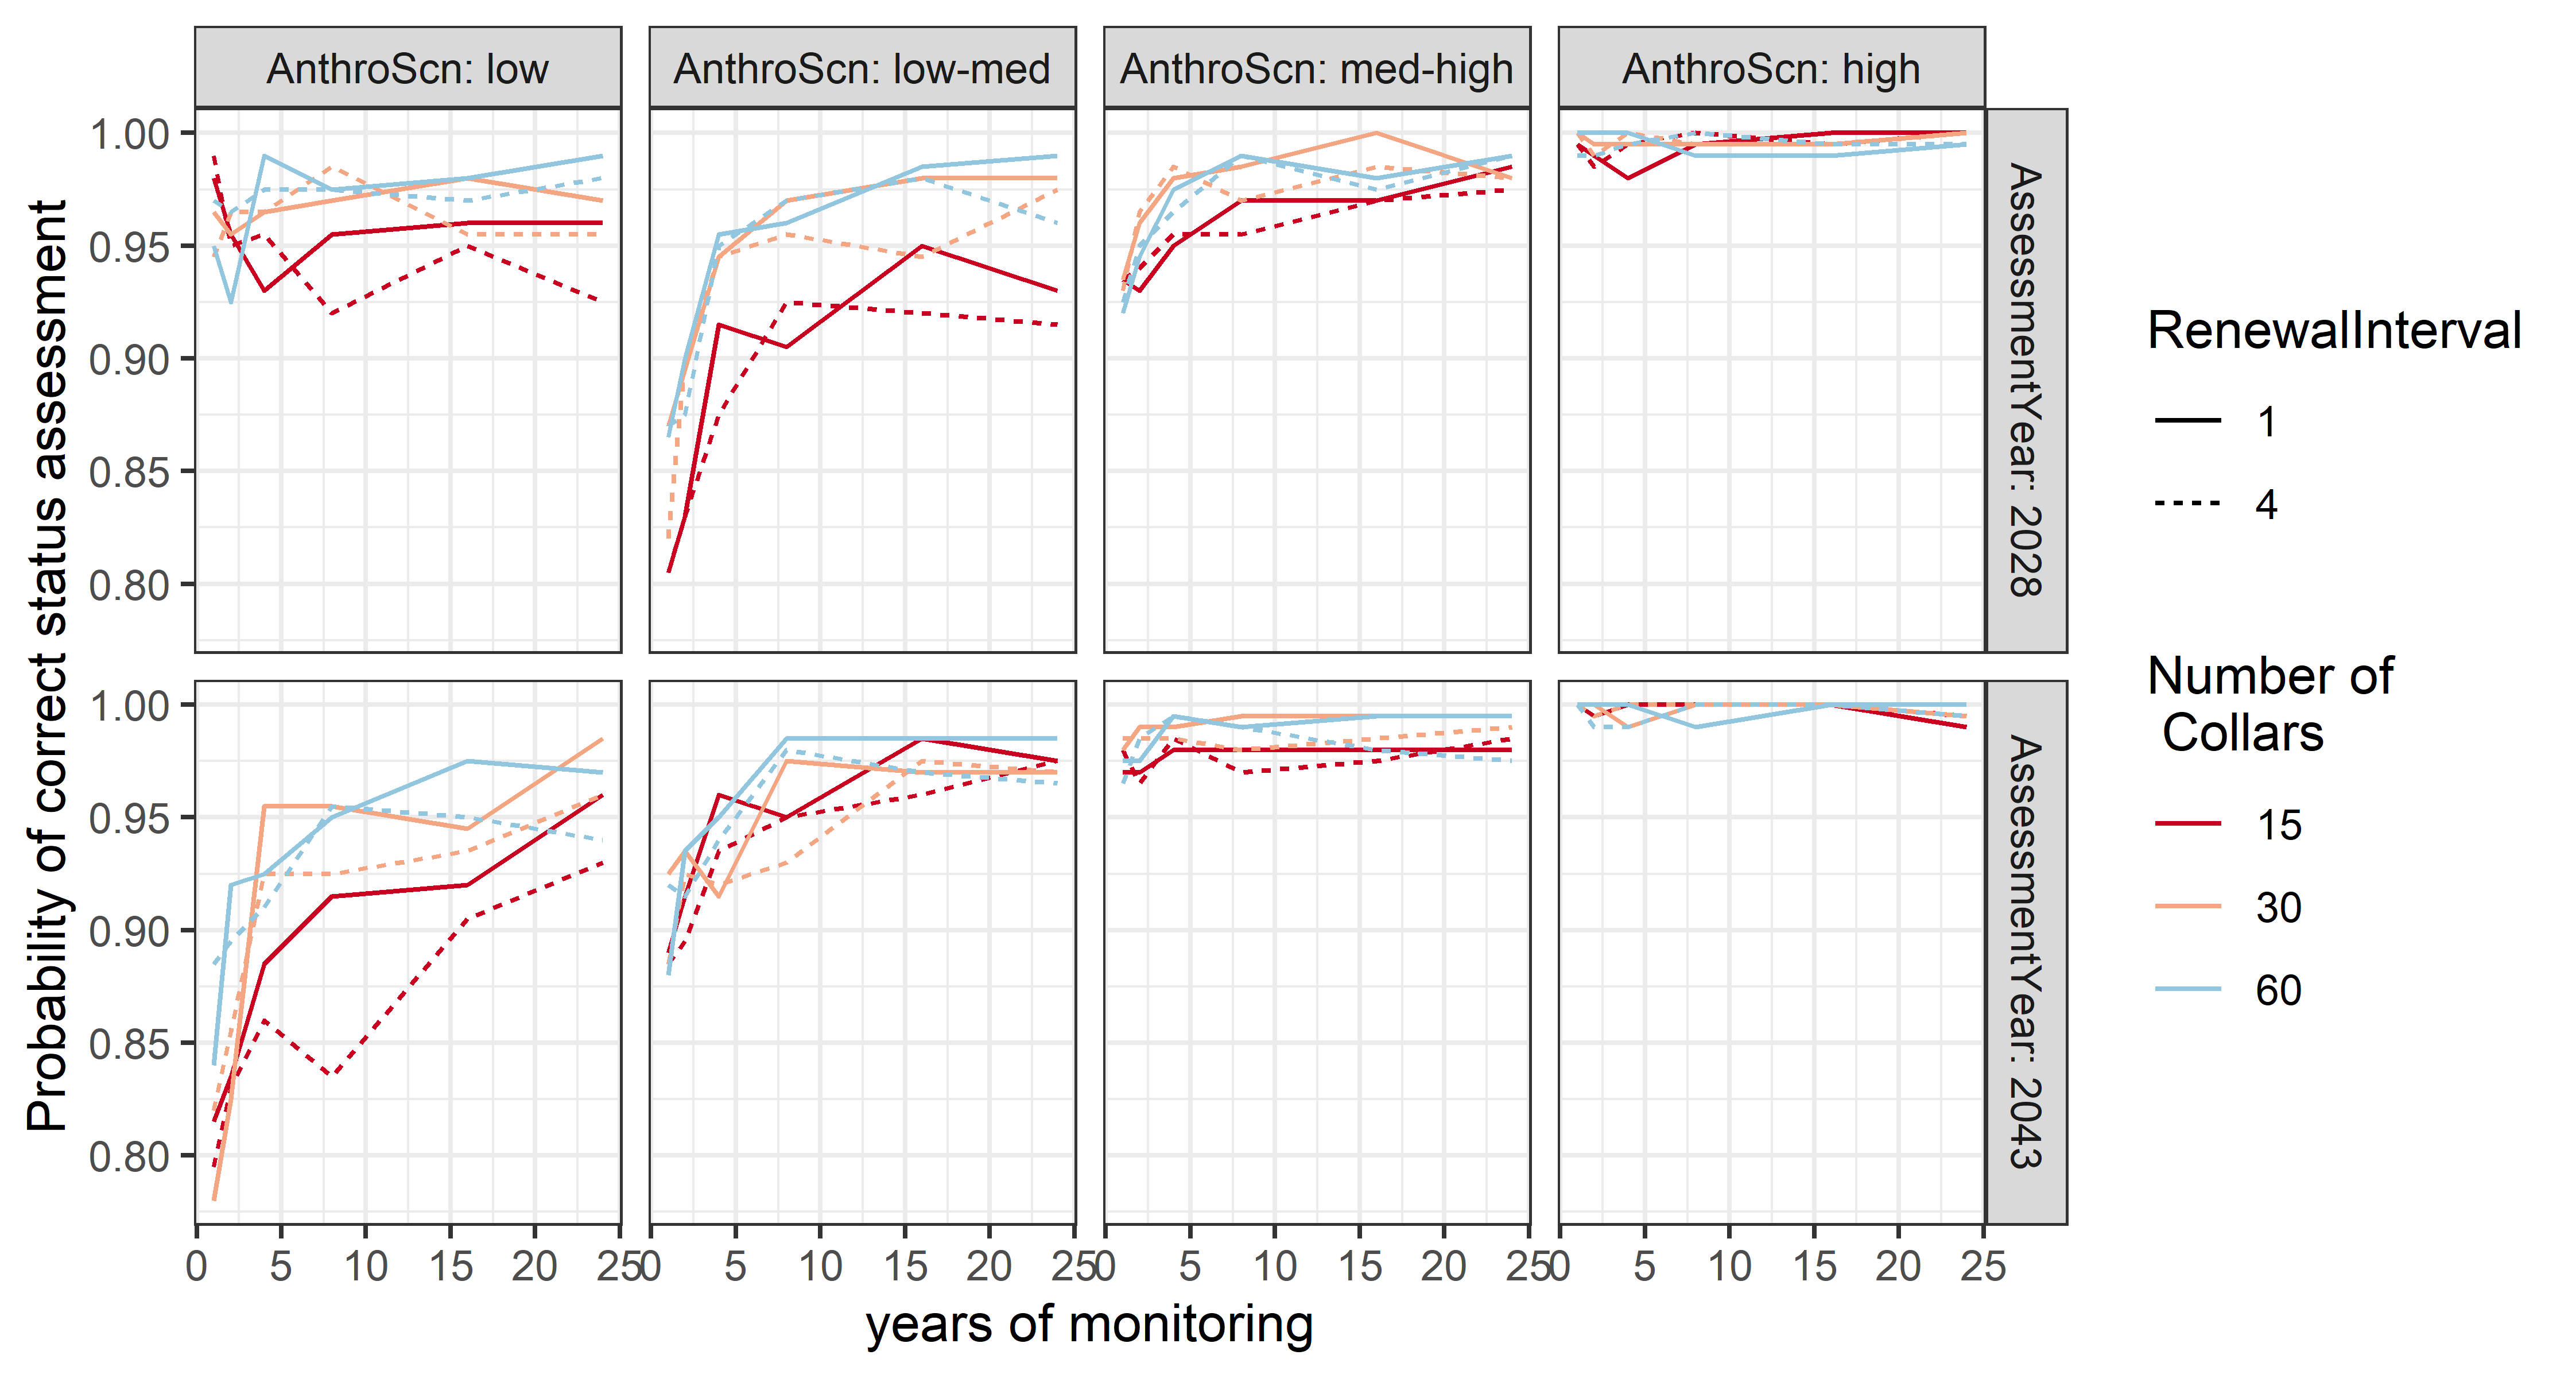 AnthroScn: low
AnthroScn: low-med
AnthroScn: med-high
AnthroScn: high
Probability of correct status assessment
1.00
0.95
0.90
0.85
0.80
AssessmentYear: 2028
1.00
0.95
0.90
0.85
0.80
AssessmentYear: 2043
0 5 10 15 20 25
0 5 10 15 20 25
0 5 10 15 20 25
0 5 10 15 20 25
years of monitoring
RenewalInterval
1
4
Number of
Collars
15
30
60